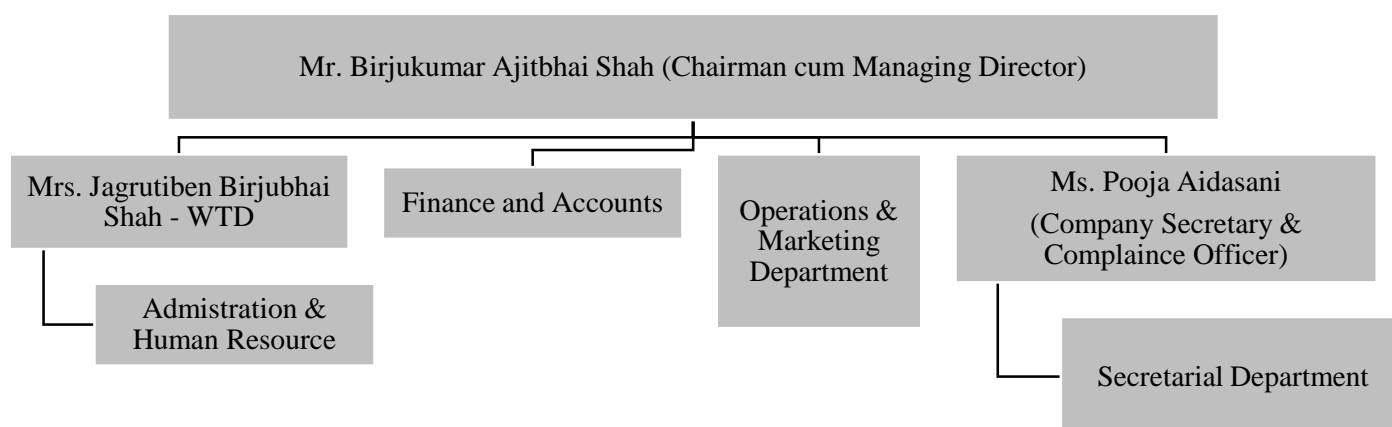 Mr. Birjukumar Ajitbhai Shah (Chairman cum Managing Director)
Mrs. Jagrutiben Birjubhai
Shah - WTD
Admistration &
Human Resource
Finance and Accounts
Operations &
Marketing
Department
Ms. Pooja Aidasani
(Company Secretary &
Complaince Officer)
Secretarial Department